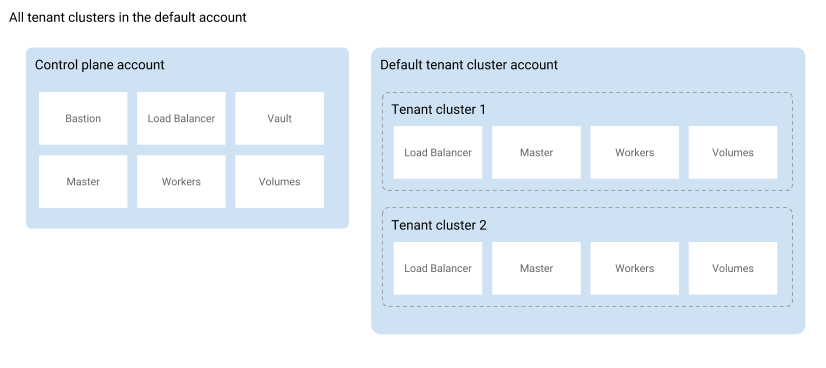 All tenant clusters in the default account
Control plane account
Bastion
Load Balancer
Vault
Master
Workers
Volumes
Default tenant cluster account
Tenant cluster 1
Load Balancer
Master
Workers
Volumes
Tenant cluster 2
Load Balancer
Master
Workers
Volumes